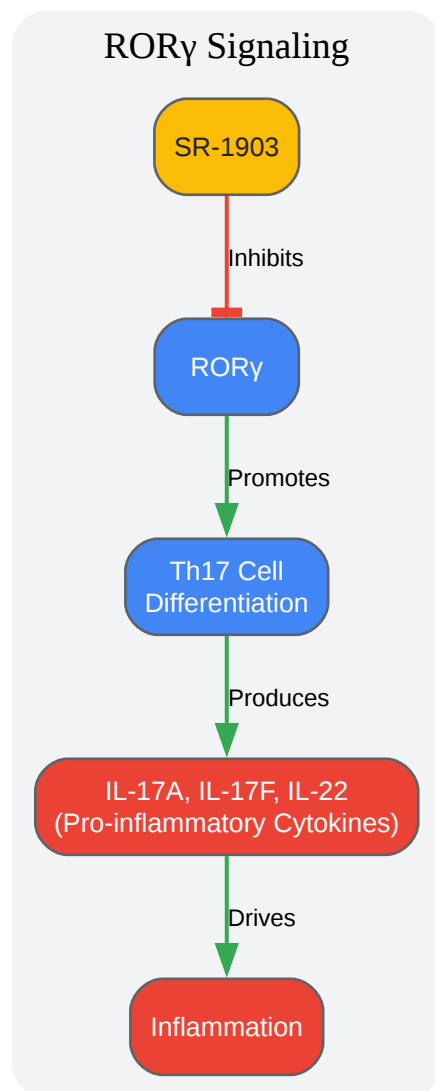 RORγ Signaling
SR-1903
Inhibits
RORγ
Promotes
Th17 Cell
Differentiation
Produces
IL-17A, IL-17F, IL-22
(Pro-inflammatory Cytokines)
Drives
Inflammation